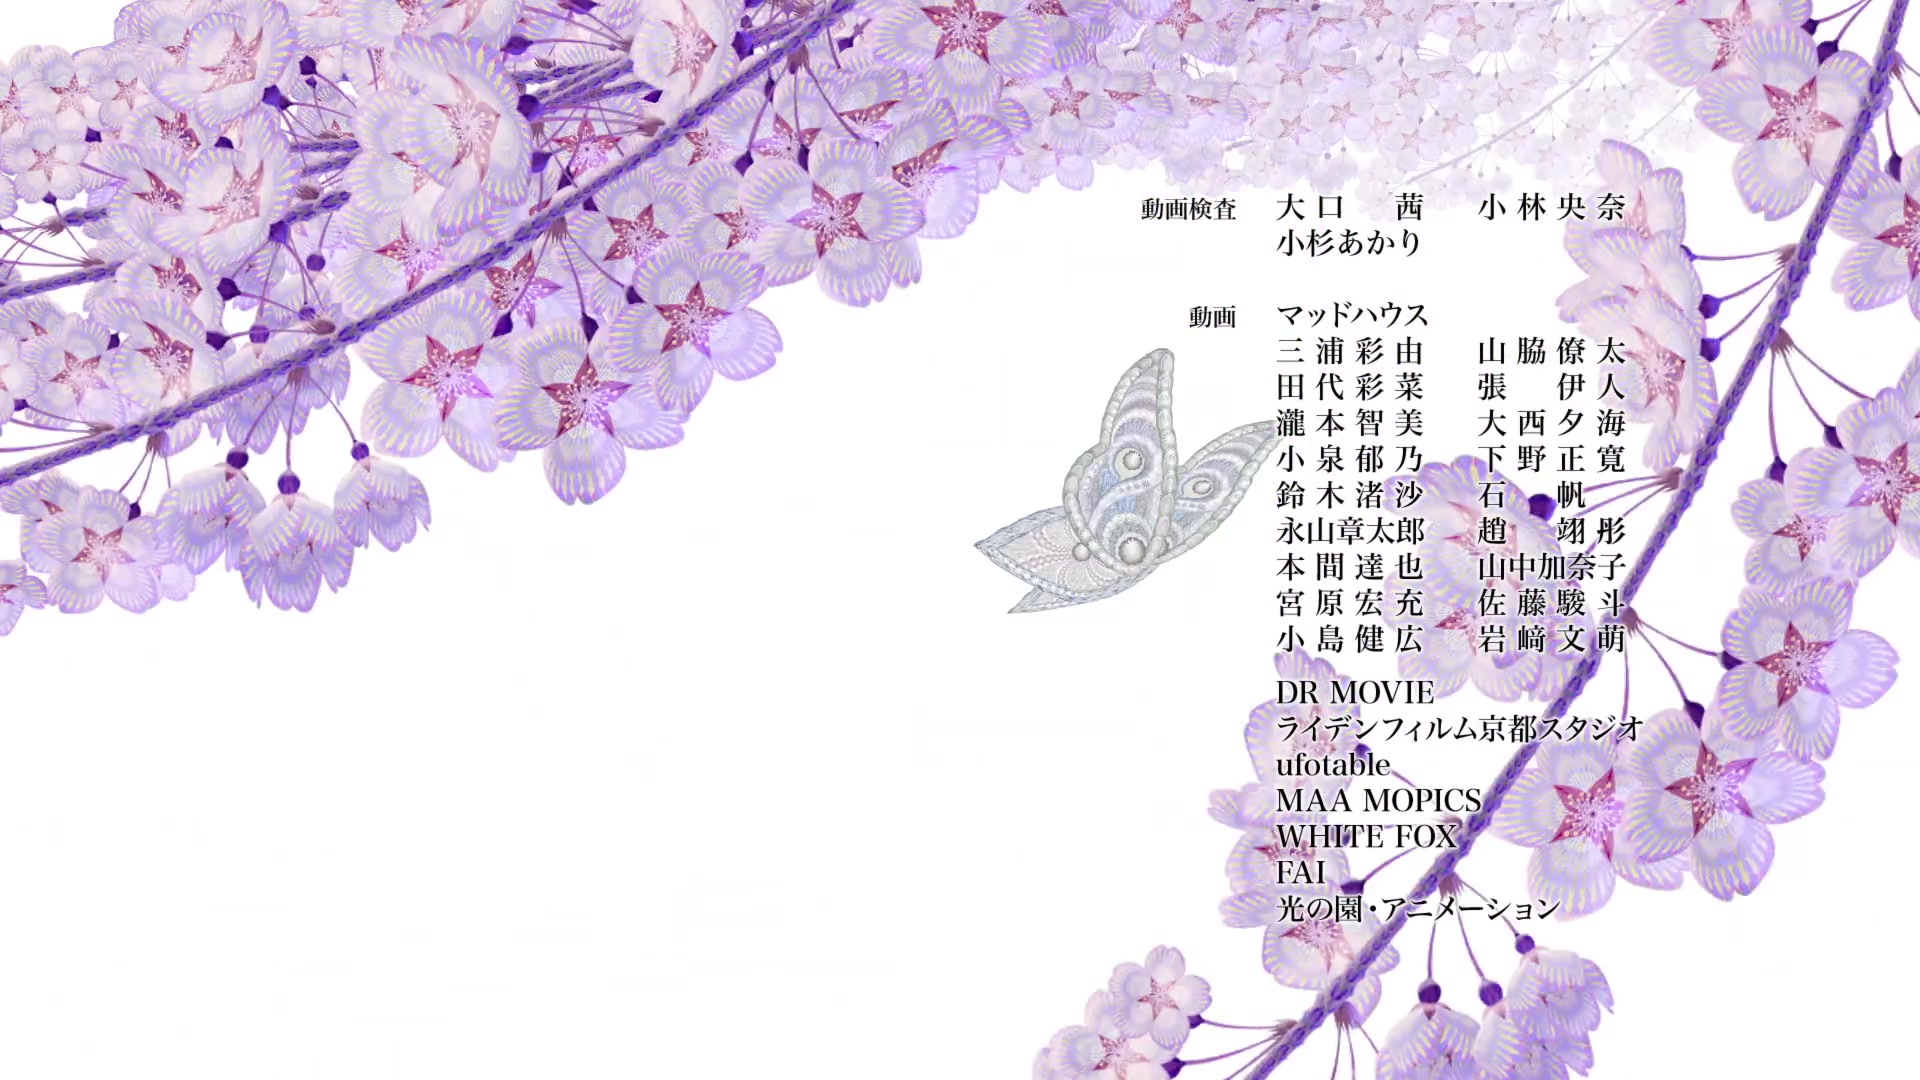 動画検査 大口 茜 小林央奈
小杉あかり
動画 マッドハウス
三浦彩由 山脇僚太
田代彩菜 張 伊人
瀧本智美 大西夕海
小泉郁乃 下野正寛
鈴木渚沙 石 帆
永山章太郎 趙 翊彤
本間達也 山中加奈子
宮原宏充 佐藤駿斗
小島健広 岩﨑文萌
DR MOVIE
ライデンフィルム京都スタジオ
ufotable
MAA MOPICS
WHITE FOX
FAI
光の園・アニメーション